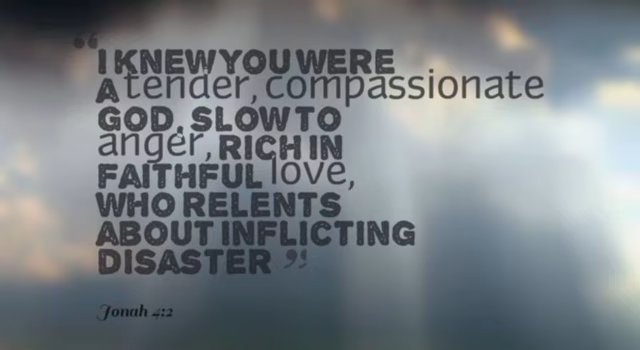 “I KNEW YOU WERE
A tender, compassionate
GOD, SLOW TO
anger, RICH IN
FAITHFUL love,
WHO RELENTS
ABOUT INFLICTING
DISASTER ”
Jonah 4:2